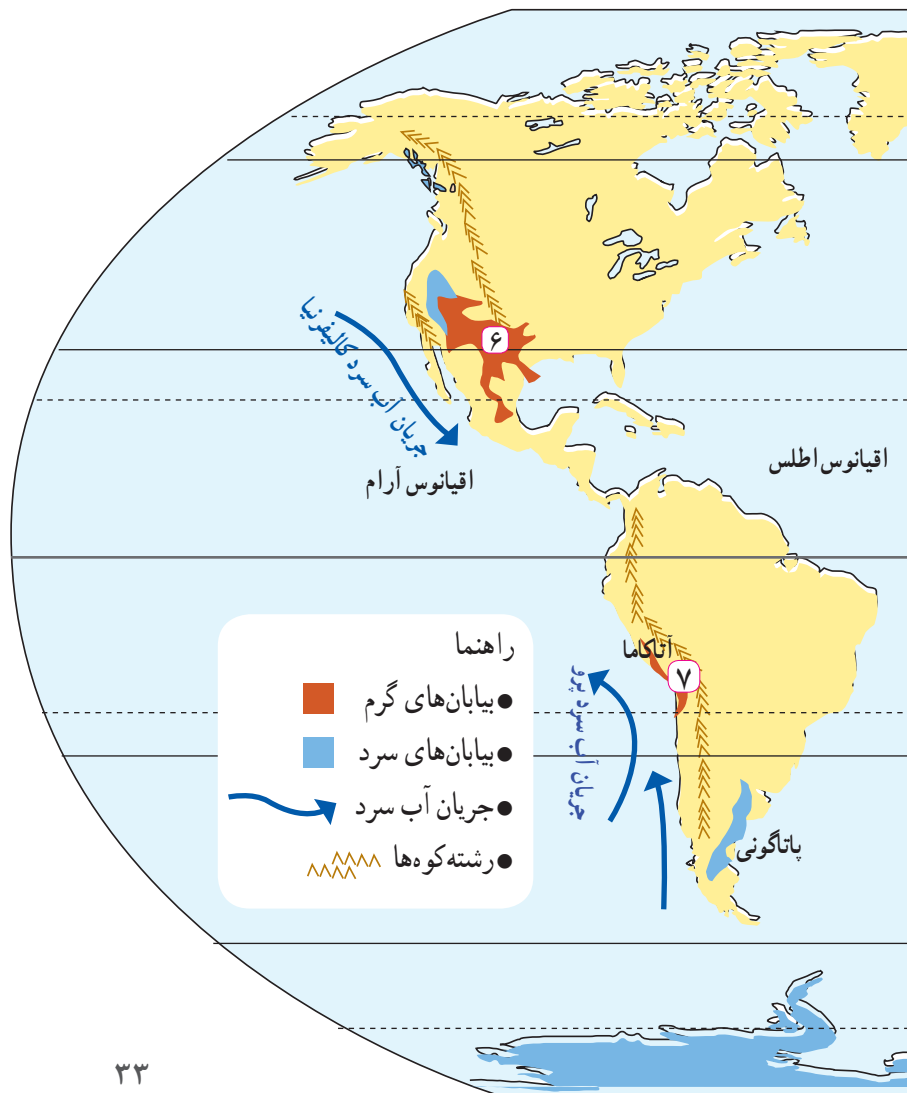 جریان آب سرد کالیفرنیا
۶
اقیانوس اطلس
اقیانوس آرام
آتاکاما
۷
جریان آب سرد پرو
پاتاگونی
راهنما
بیابان‌های گرم
بیابان‌های سرد
جریان آب سرد
رشته‌کوه‌ها
۳۳